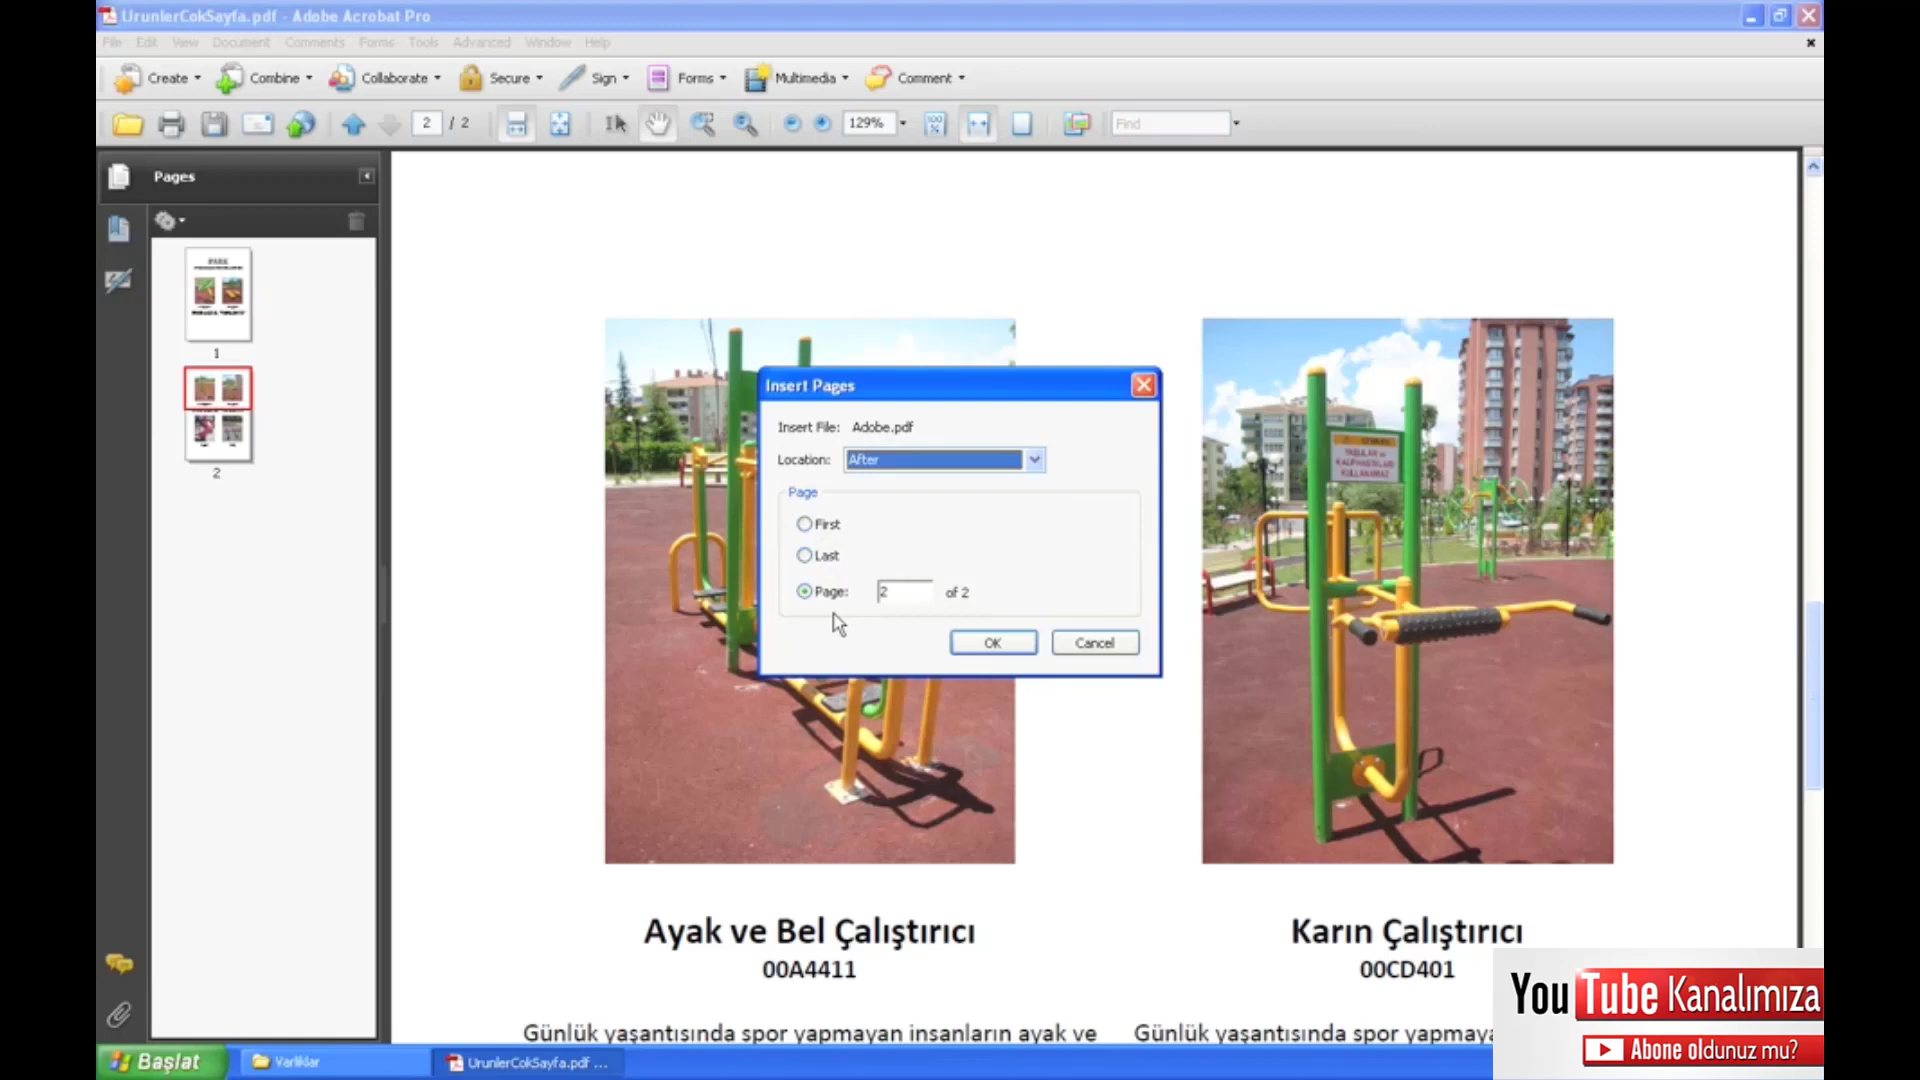 UrunlerCokSayfa.pdf - Adobe Acrobat Pro
File Edit View Document Comments Forms Tools Advanced Window Help
Create Combine Collaborate Secure Sign Forms Multimedia Comment
2 / 2 129% Find
Pages
PARK
1
2
Insert Pages
Insert File: Adobe.pdf
Location: After
Page
First
Last
Page: 2 of 2
OK Cancel
Ayak ve Bel Çalıştırıcı
00A4411
Karın Çalıştırıcı
00CD401
Günlük yaşantısında spor yapmayan insanların ayak ve
Günlük yaşantısında spor yapmaya
YouTube Kanalımıza
Abone oldunuz mu?
Başlat Varlıklar UrunlerCokSayfa.pdf ...